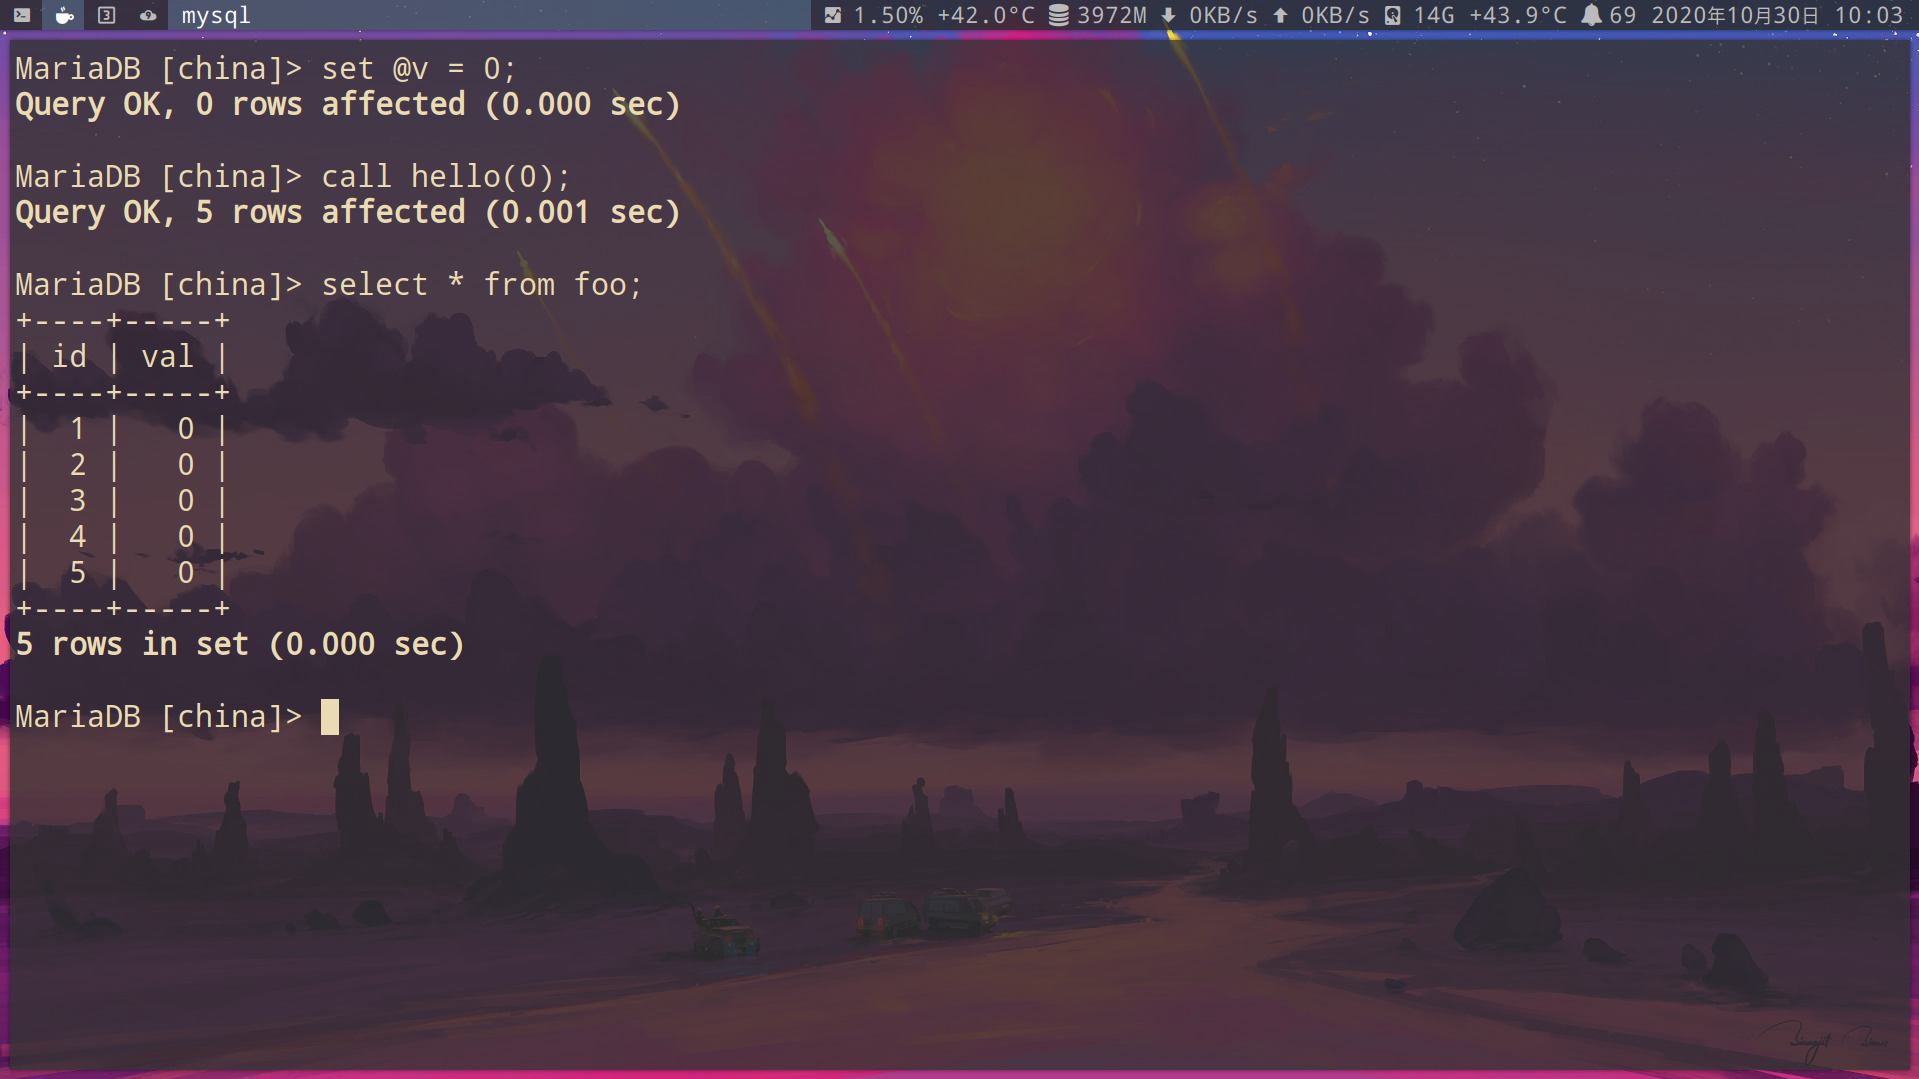 3 mysql 1.50% +42.0°C 3972M 0KB/s 0KB/s 14G +43.9°C 69 2020年10月30日 10:03
MariaDB [china]> set @v = 0;
Query OK, 0 rows affected (0.000 sec)
MariaDB [china]> call hello(0);
Query OK, 5 rows affected (0.001 sec)
MariaDB [china]> select * from foo;
+----+-----+
| id | val |
+----+-----+
|  1 |   0 |
|  2 |   0 |
|  3 |   0 |
|  4 |   0 |
|  5 |   0 |
+----+-----+
5 rows in set (0.000 sec)
MariaDB [china]>